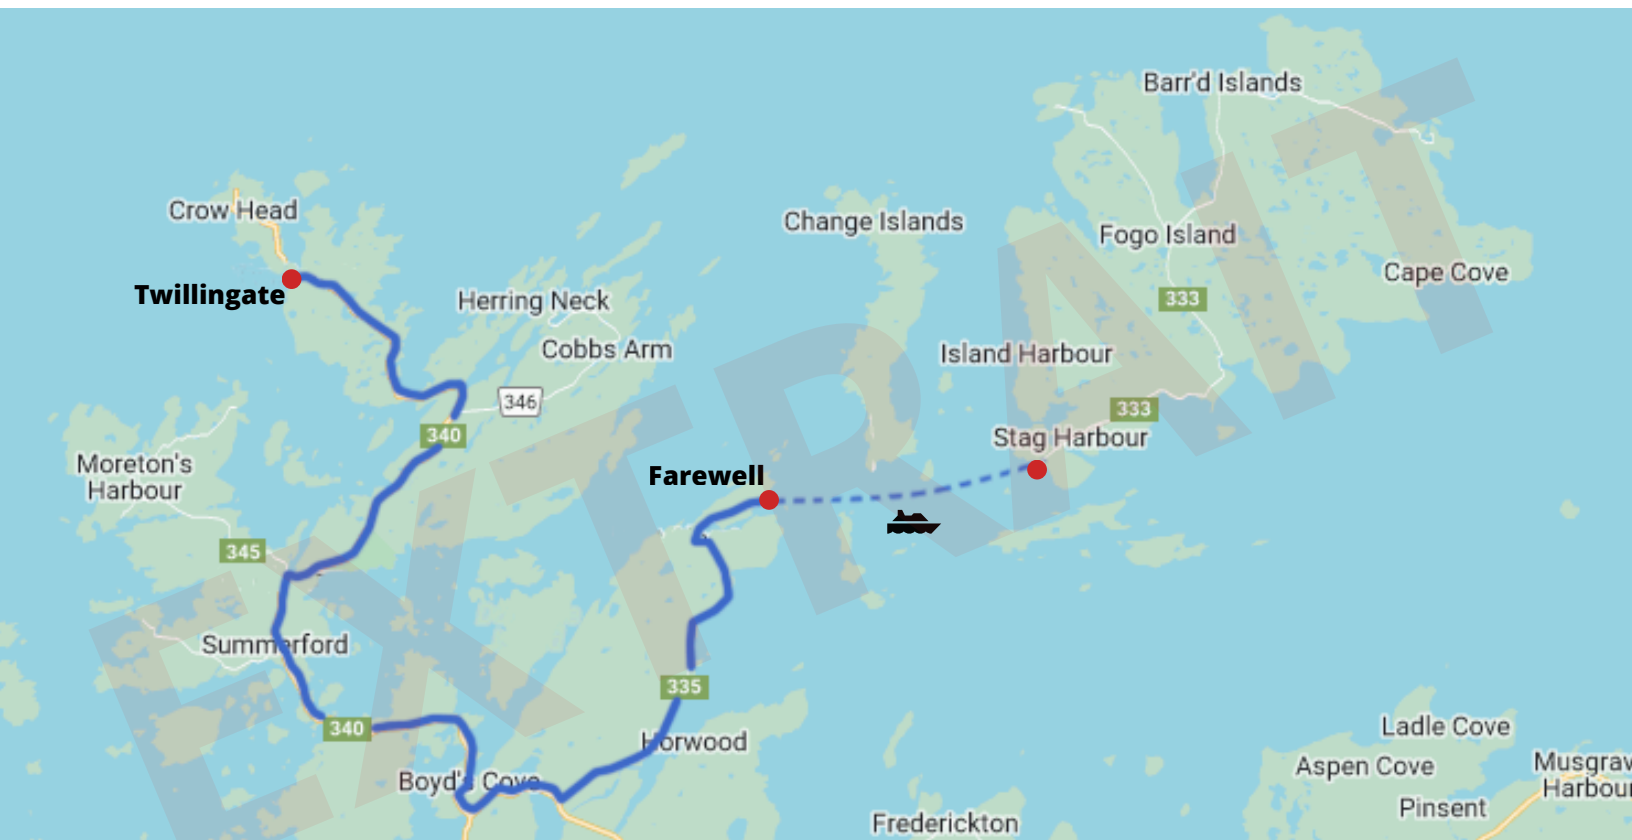 Barr'd Islands
Crow Head
Change Islands
Fogo Island
Cape Cove
Twillingate
Herring Neck
333
Cobbs Arm
Island Harbour
346
333
340
Stag Harbour
Moreton's
Harbour
Farewell
345
Summerford
335
340
Horwood
Ladle Cove
Boyd's Cove
Aspen Cove
Musgrav
Harbour
Pinsent
Frederickton
EXTRAIT